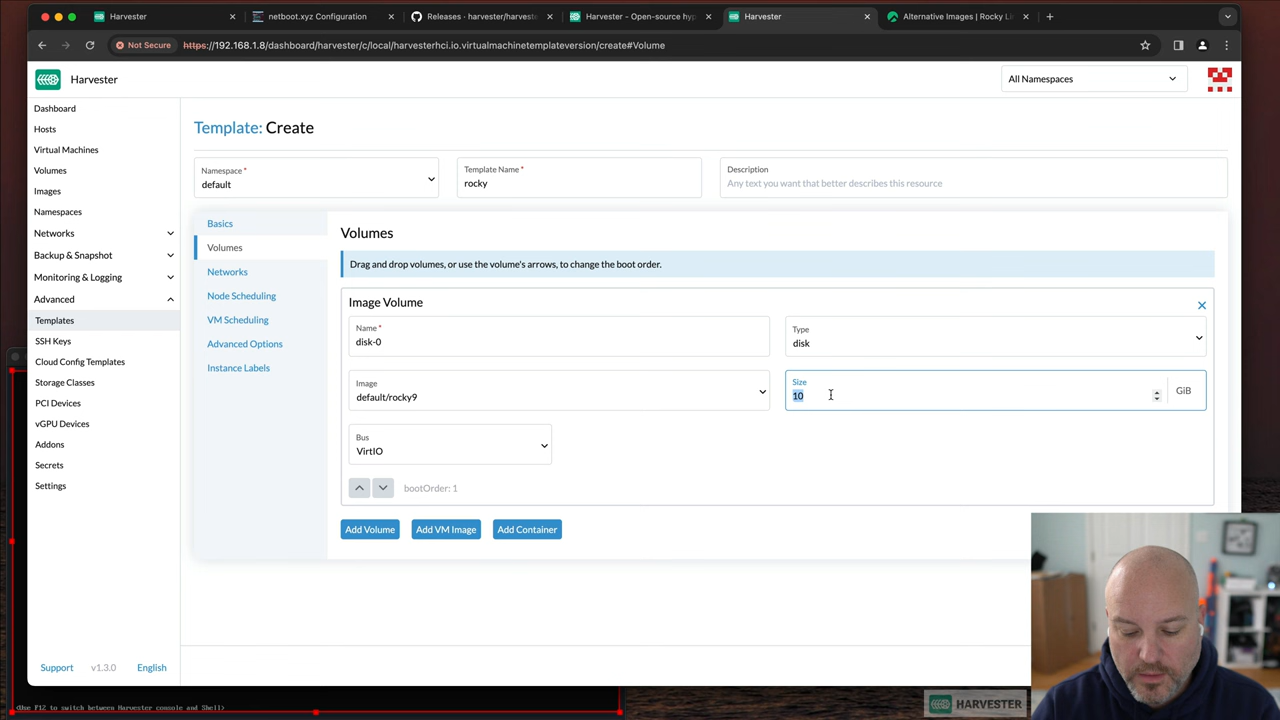 Harvester
netboot.xyz Configuration
Releases · harvester/harveste
Harvester - Open-source hyp
Harvester
Alternative Images | Rocky Li
Not Secure
https://192.168.1.8/dashboard/harvester/c/local/harvesterhci.io.virtualmachinetemplateversion/create#Volume
Harvester
All Namespaces
Dashboard
Hosts
Virtual Machines
Volumes
Images
Namespaces
Networks
Backup & Snapshot
Monitoring & Logging
Advanced
Templates
SSH Keys
Cloud Config Templates
Storage Classes
PCI Devices
vGPU Devices
Addons
Secrets
Settings
Support
v1.3.0
English
Template: Create
Namespace *
default
Template Name *
rocky
Description
Any text you want that better describes this resource
Basics
Volumes
Networks
Node Scheduling
VM Scheduling
Advanced Options
Instance Labels
Volumes
Drag and drop volumes, or use the volume's arrows, to change the boot order.
Image Volume
Name *
disk-0
Type
disk
Image
default/rocky9
Size
10
GiB
Bus
VirtIO
bootOrder: 1
Add Volume
Add VM Image
Add Container
<Use F12 to switch between Harvester console and Shell>
HARVESTER